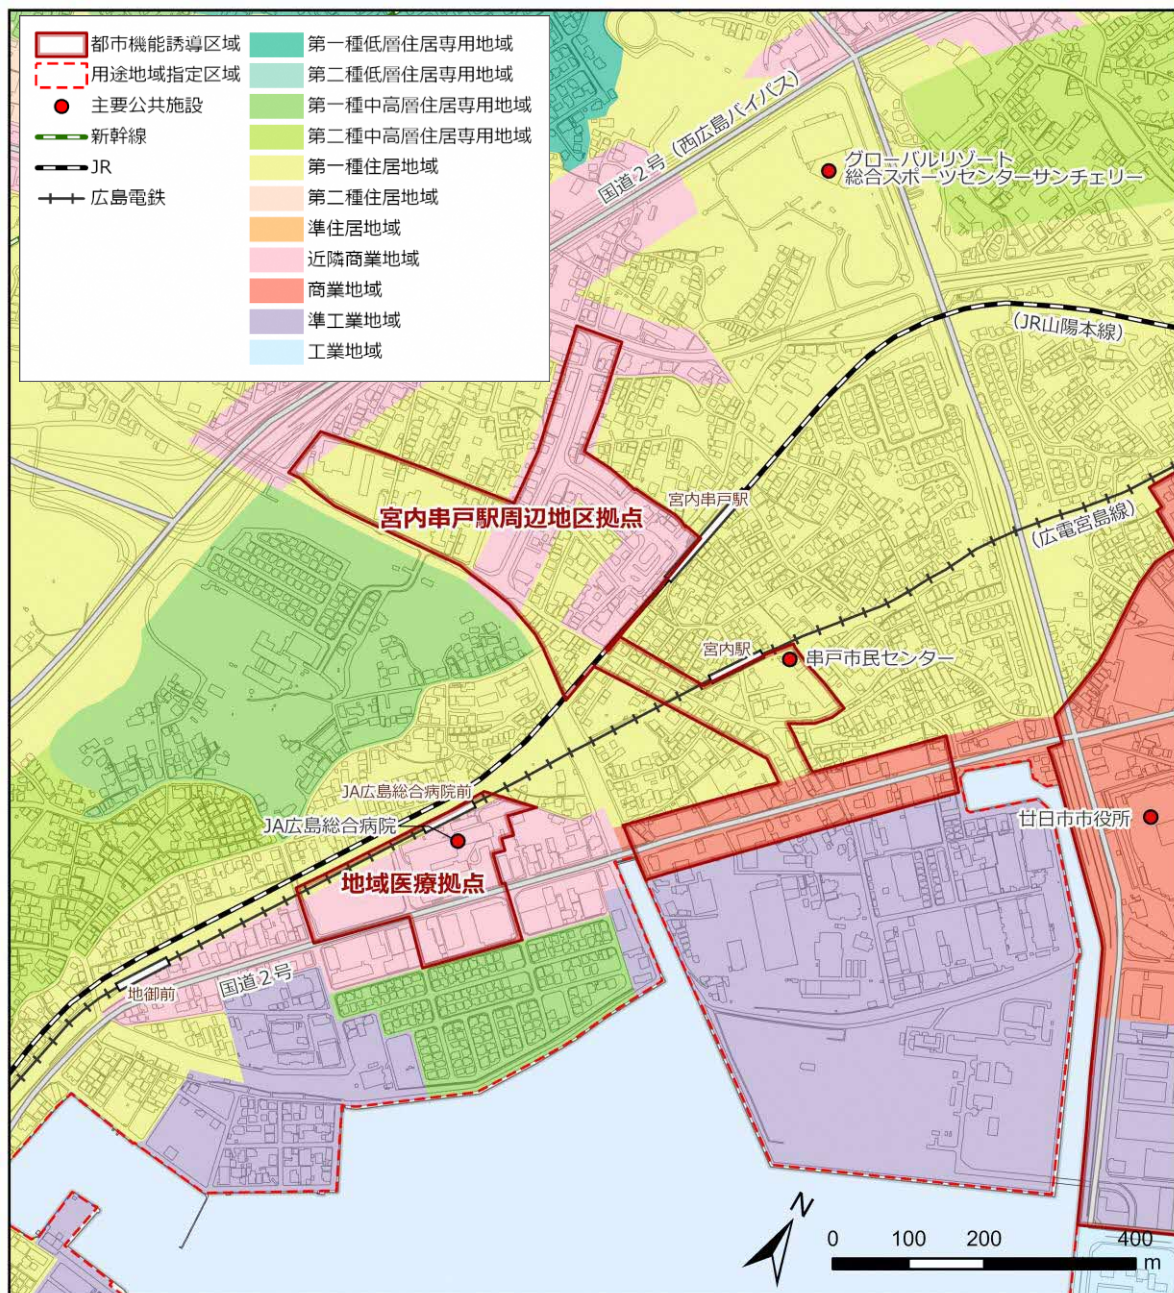 都市機能誘導区域
用途地域指定区域
主要公共施設
新幹線
JR
広島電鉄
第一種低層住居専用地域
第二種低層住居専用地域
第一種中高層住居専用地域
第二種中高層住居専用地域
第一種住居地域
第二種住居地域
準住居地域
近隣商業地域
商業地域
準工業地域
工業地域
国道2号（西広島バイパス）
グローバルリゾート
総合スポーツセンターサンチェリー
（JR山陽本線）
宮内串戸駅
宮内串戸駅周辺地区拠点
（広電宮島線）
宮内駅
串戸市民センター
JA広島総合病院前
JA広島総合病院
廿日市市役所
地域医療拠点
国道2号
地御前
N
0 100 200 400
m